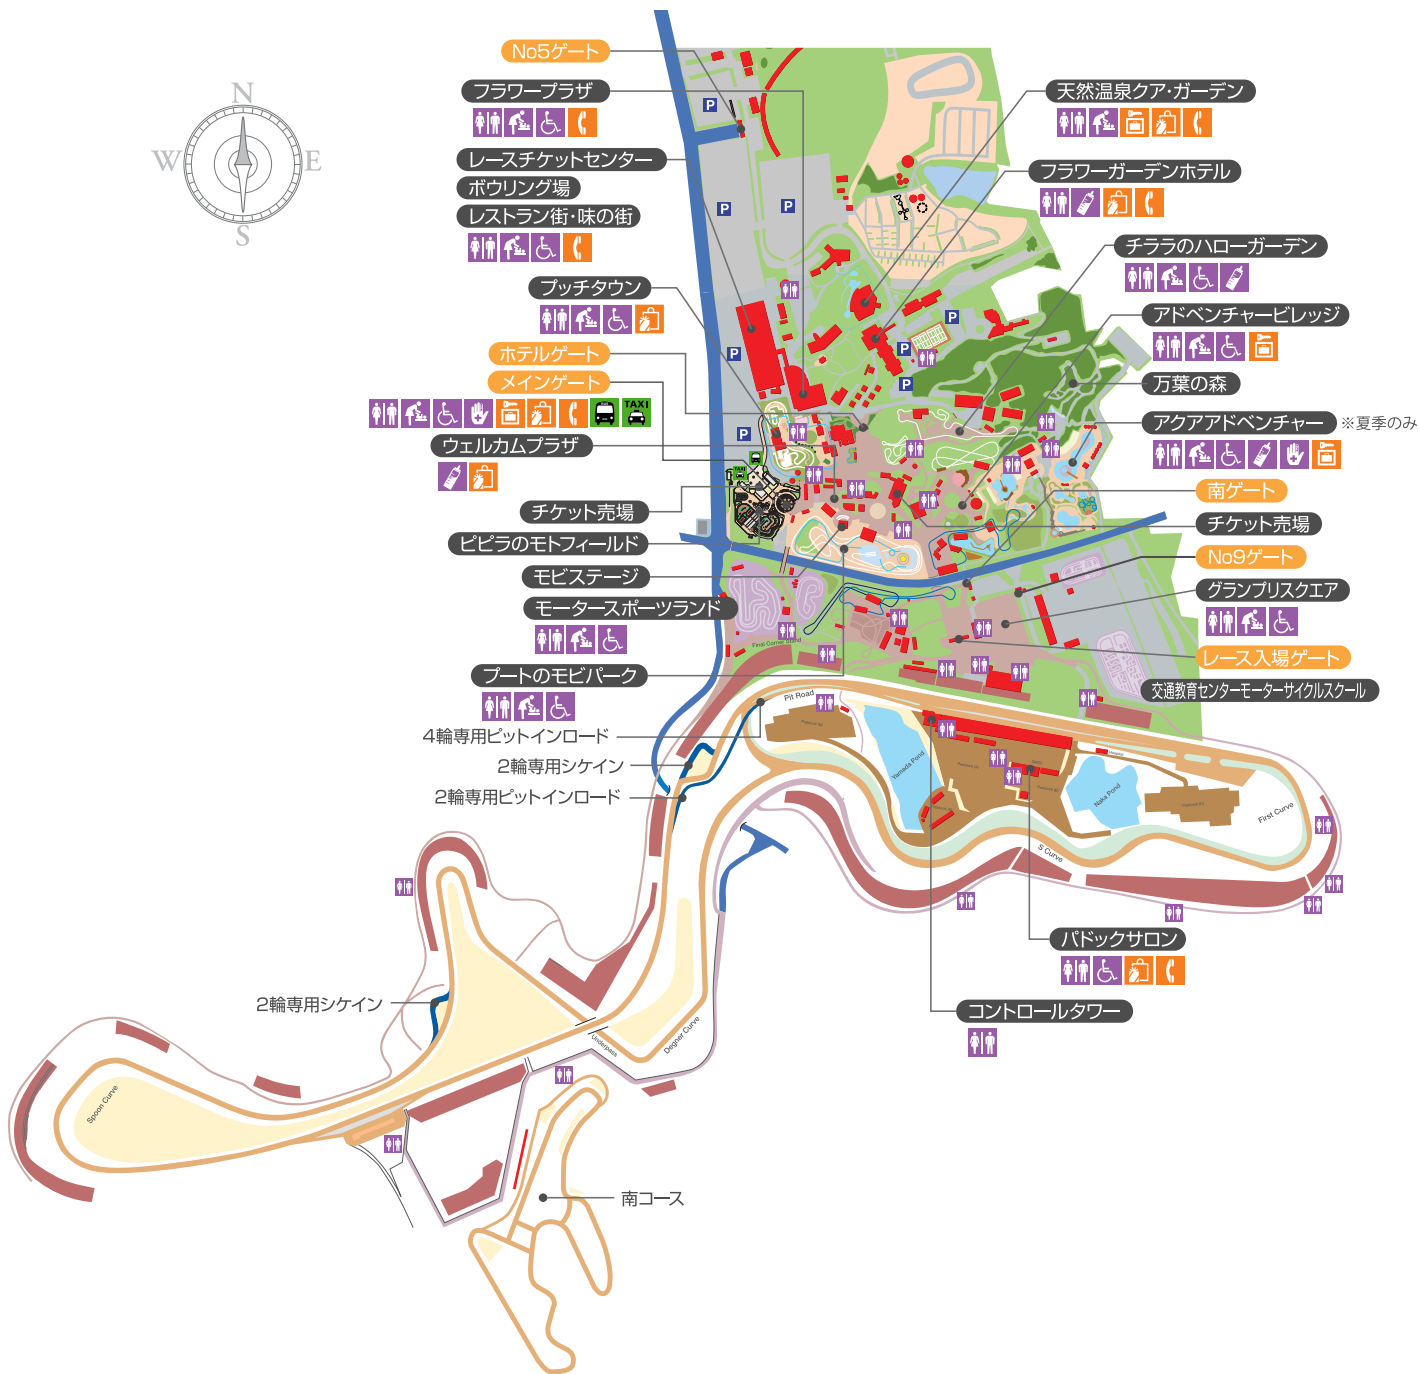 No5ゲート
フラワープラザ
レースチケットセンター
ボウリング場
レストラン街・味の街
プッチタウン
ホテルゲート
メインゲート
TAXI
ウェルカムプラザ
チケット売場
ピピラのモトフィールド
モビステージ
モータースポーツランド
プートのモビパーク
4輪専用ピットインロード
2輪専用シケイン
2輪専用ピットインロード
N
W
E
S
P
P
P
P
P
P
P
P
TAXI
天然温泉クア・ガーデン
フラワーガーデンホテル
チララのハローガーデン
アドベンチャービレッジ
万葉の森
アクアアドベンチャー ※夏季のみ
南ゲート
チケット売場
No9ゲート
グランプリスクエア
レース入場ゲート
交通教育センターモーターサイクルスクール
Final Corner Stand
Pit Road
Yamada Pond
Naka Pond
First Curve
S Curve
パドックサロン
コントロールタワー
2輪専用シケイン
Underpass
Degner Curve
Spoon Curve
南コース